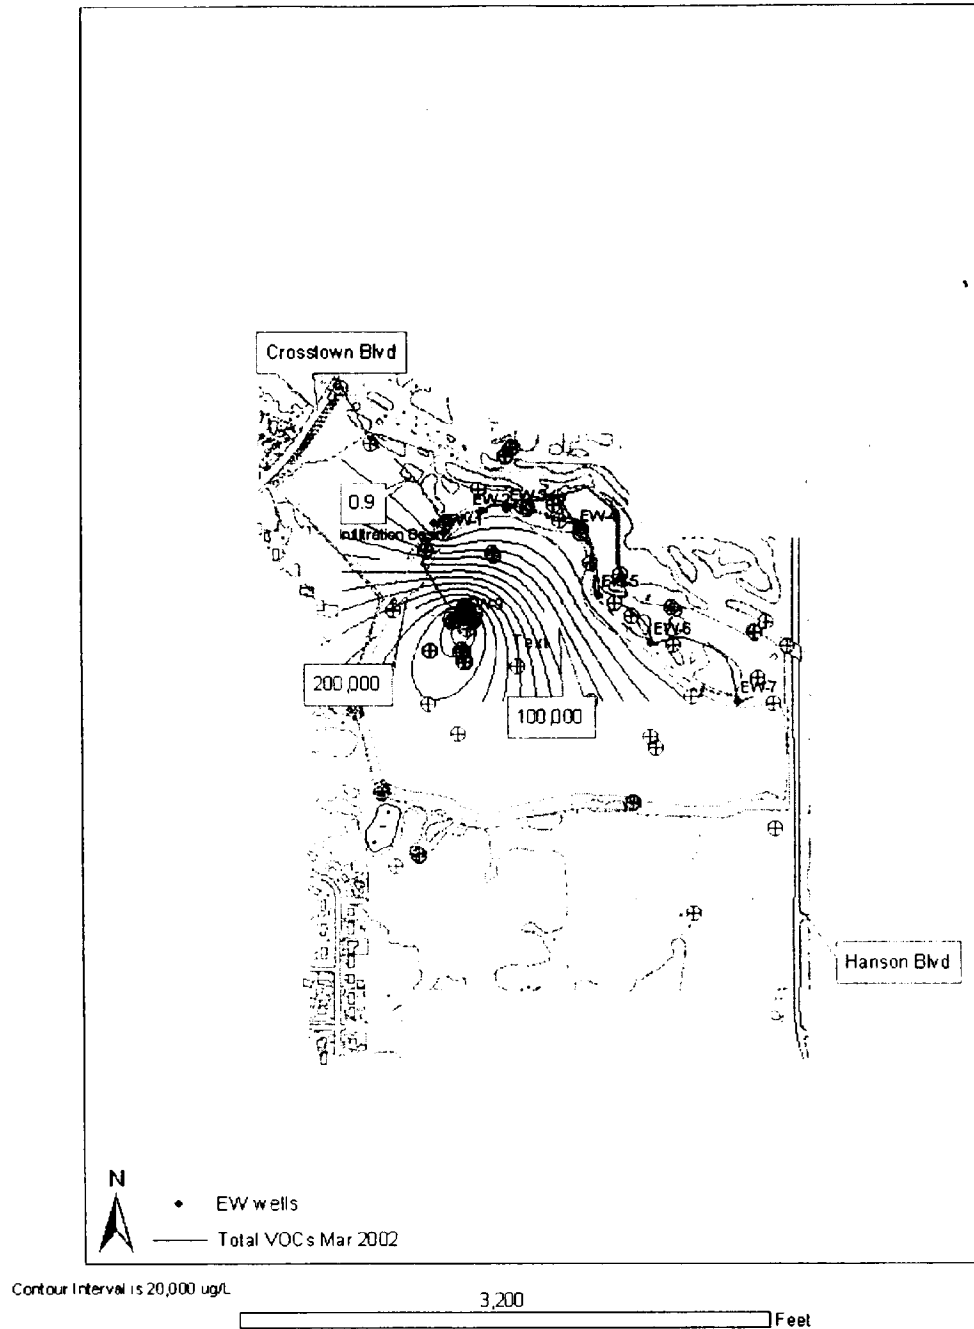 Crosstown Blvd
0.9
EW-2
EW-3
EW-1
EW-4
Infiltration Basin
EW-5
EW-6
Text
200,000
EW-7
100,000
Hanson Blvd
N
EW wells
Total VOCs Mar 2002
Contour Interval is 20,000 ug/L
3,200
Feet